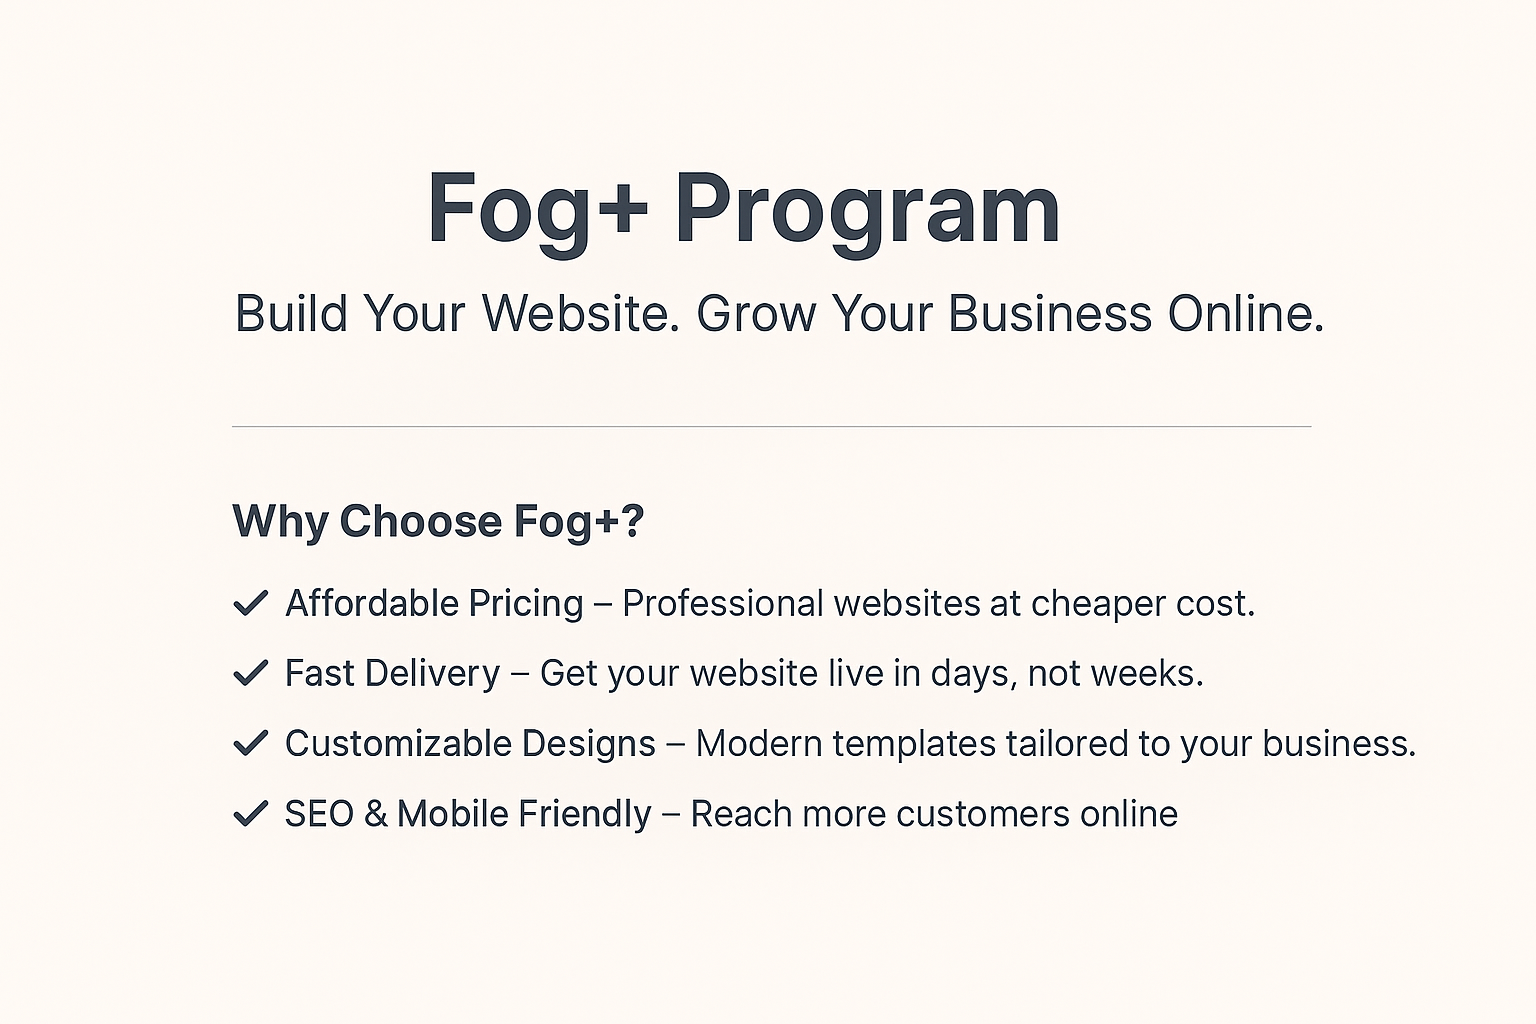 Fog+ Program
Build Your Website. Grow Your Business Online.
Why Choose Fog+?
✓ Affordable Pricing – Professional websites at cheaper cost.
✓ Fast Delivery – Get your website live in days, not weeks.
✓ Customizable Designs – Modern templates tailored to your business.
✓ SEO & Mobile Friendly – Reach more customers online